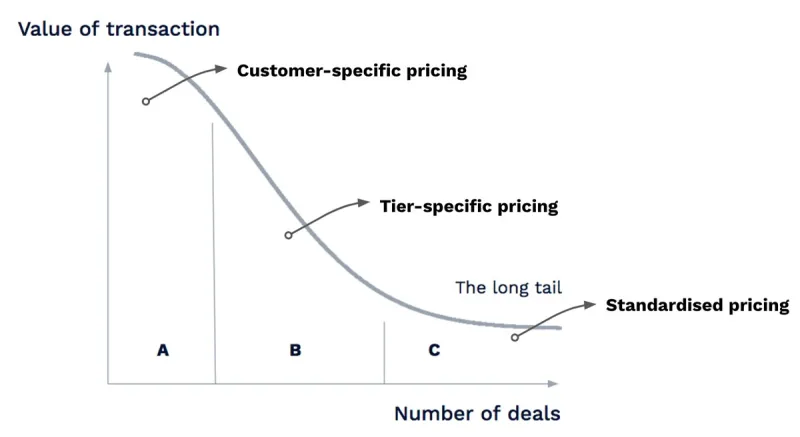 Value of transaction
Customer-specific pricing
Tier-specific pricing
The long tail
Standardised pricing
A
B
C
Number of deals